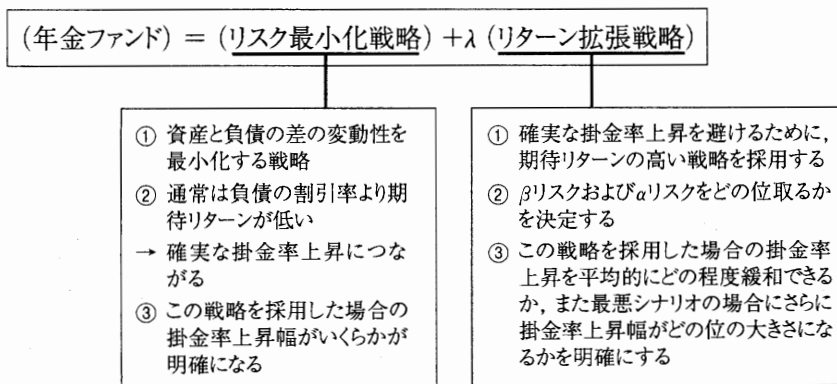 (年金ファンド) = (リスク最小化戦略) +λ (リターン拡張戦略)
① 資産と負債の差の変動性を
最小化する戦略
② 通常は負債の割引率より期
待リターンが低い
→ 確実な掛金率上昇につな
がる
③ この戦略を採用した場合の
掛金率上昇幅がいくらかが
明確になる
① 確実な掛金率上昇を避けるために,
期待リターンの高い戦略を採用する
② βリスクおよびαリスクをどの位取るか
を決定する
③ この戦略を採用した場合の掛金率
上昇を平均的にどの程度緩和できる
か, また最悪シナリオの場合にさらに
掛金率上昇幅がどの位の大きさにな
るかを明確にする